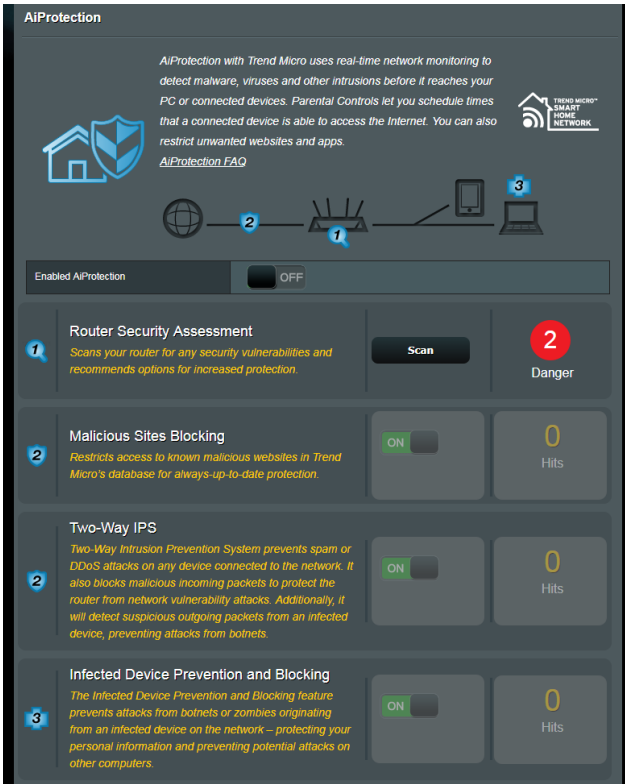 AiProtection
AiProtection with Trend Micro uses real-time network monitoring to
detect malware, viruses and other intrusions before it reaches your
PC or connected devices. Parental Controls let you schedule times
that a connected device is able to access the Internet. You can also
restrict unwanted websites and apps.
AiProtection FAQ
TREND MICRO™
SMART
HOME
NETWORK
3
2
1
Enabled AiProtection
OFF
1
Router Security Assessment
Scans your router for any security vulnerabilities and
recommends options for increased protection.
Scan
2
Danger
2
Malicious Sites Blocking
Restricts access to known malicious websites in Trend
Micro's database for always-up-to-date protection.
ON
0
Hits
2
Two-Way IPS
Two-Way Intrusion Prevention System prevents spam or
DDoS attacks on any device connected to the network. It
also blocks malicious incoming packets to protect the
router from network vulnerability attacks. Additionally, it
will detect suspicious outgoing packets from an infected
device, preventing attacks from botnets.
ON
0
Hits
3
Infected Device Prevention and Blocking
The Infected Device Prevention and Blocking feature
prevents attacks from botnets or zombies originating
from an infected device on the network – protecting your
personal information and preventing potential attacks on
other computers.
ON
0
Hits